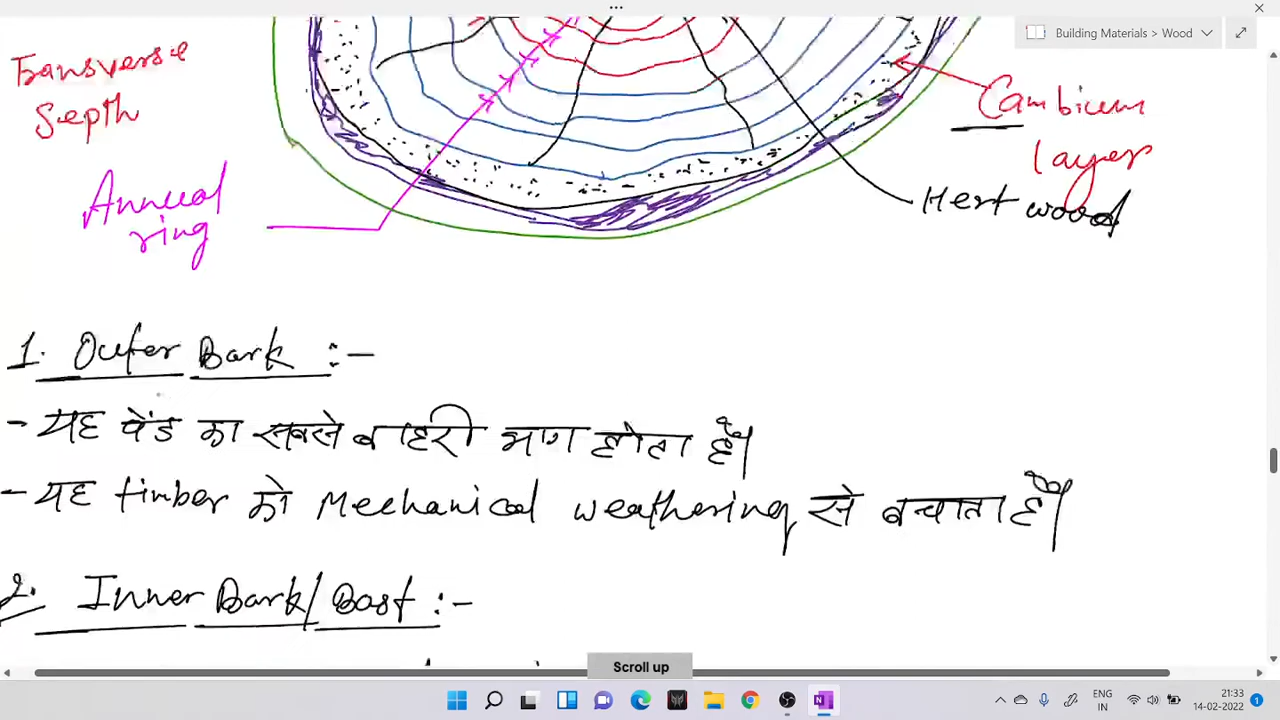 Building Materials > Wood
Transverse
Septh
Cambium
layer
Annual
ring
Hert wood
1. Outer Bark :-
- यह पेंड का सबसे बाहरी भाग होता है।
- यह timber को Mechanical weathering से बचाता है।
2. Inner Bark/Bast :-
Scroll up
ENG
IN
21:33
14-02-2022
1